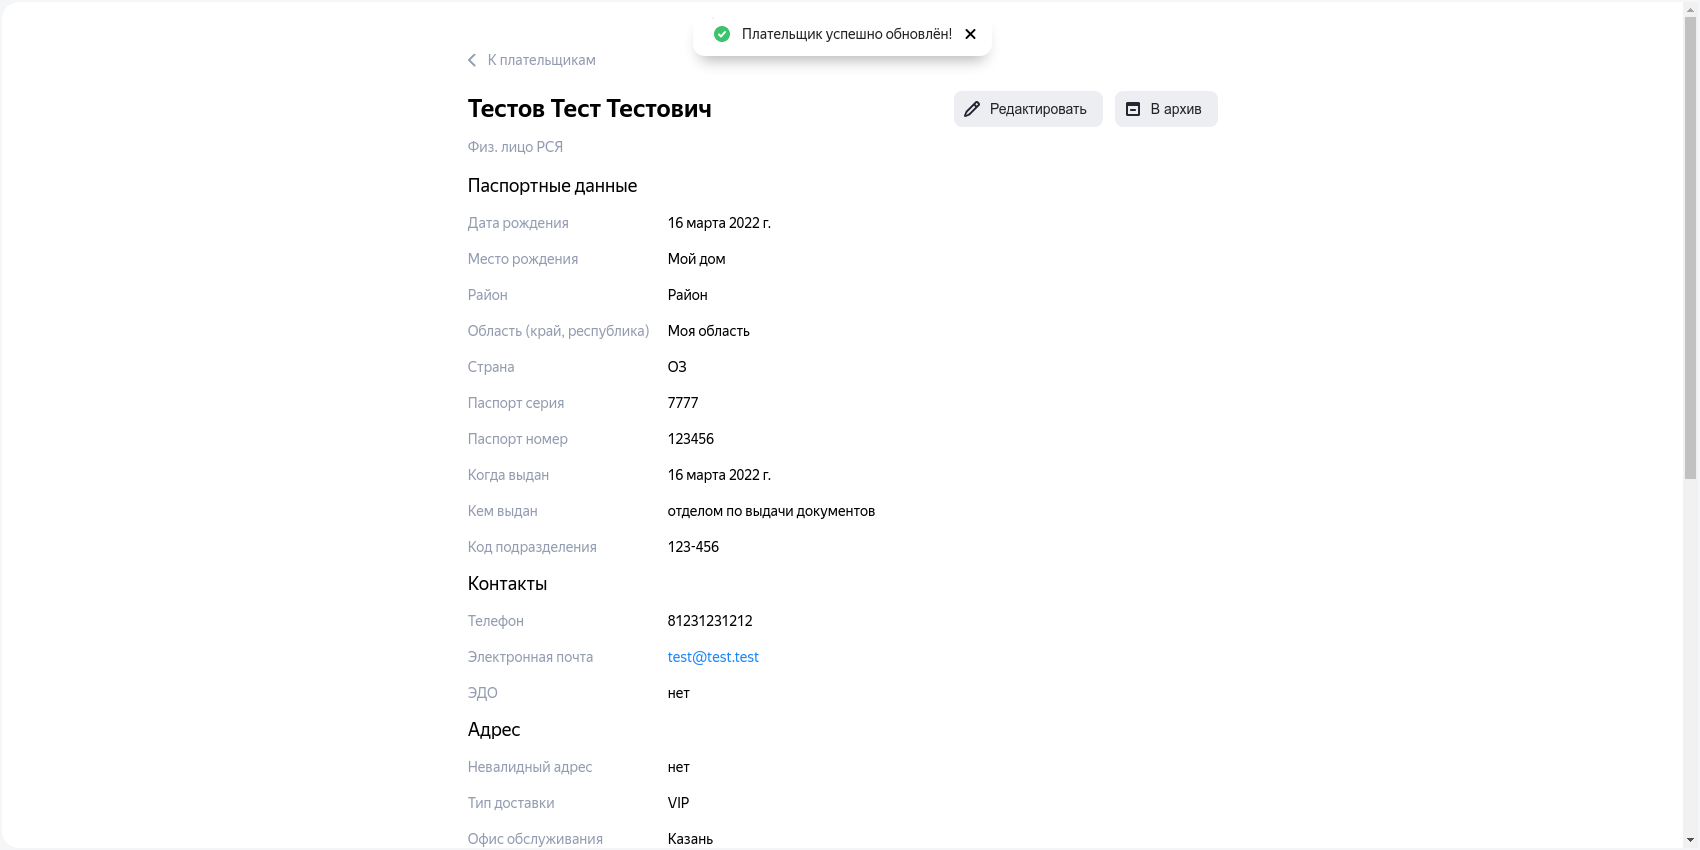 Плательщик успешно обновлён!
К плательщикам
Тестов Тест Тестович
Редактировать
В архив
Физ. лицо РСЯ
Паспортные данные
Дата рождения 16 марта 2022 г.
Место рождения Мой дом
Район Район
Область (край, республика) Моя область
Страна ОЗ
Паспорт серия 7777
Паспорт номер 123456
Когда выдан 16 марта 2022 г.
Кем выдан отделом по выдачи документов
Код подразделения 123-456
Контакты
Телефон 81231231212
Электронная почта test@test.test
ЭДО нет
Адрес
Невалидный адрес нет
Тип доставки VIP
Офис обслуживания Казань